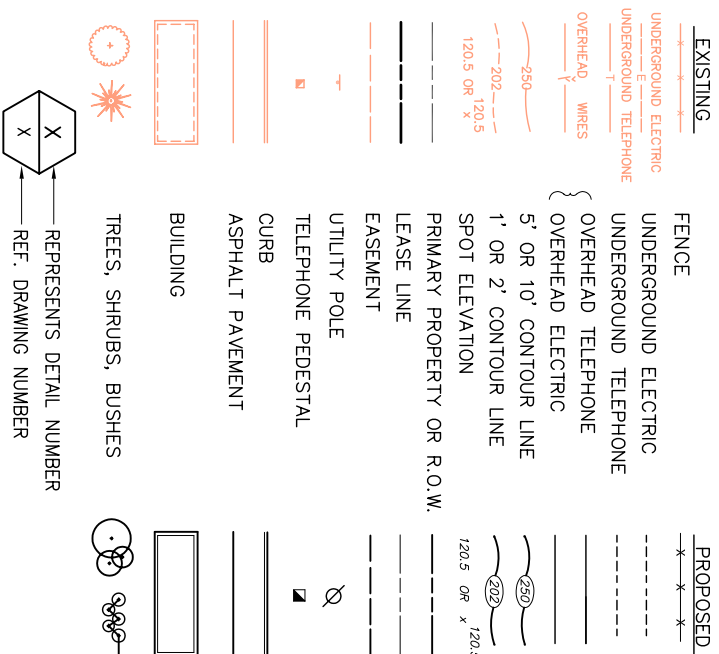 EXISTING
PROPOSED
x x x
FENCE
x x x
UNDERGROUND ELECTRIC
E
UNDERGROUND ELECTRIC
UNDERGROUND TELEPHONE
T
UNDERGROUND TELEPHONE
OVERHEAD WIRES
OVERHEAD TELEPHONE
OVERHEAD ELECTRIC
250
5' OR 10' CONTOUR LINE
250
202
1' OR 2' CONTOUR LINE
202
120.5 OR 120.5
x
SPOT ELEVATION
120.5 OR 120.5
x
PRIMARY PROPERTY OR R.O.W.
LEASE LINE
EASEMENT
UTILITY POLE
TELEPHONE PEDESTAL
CURB
ASPHALT PAVEMENT
BUILDING
TREES, SHRUBS, BUSHES
X
REPRESENTS DETAIL NUMBER
X
REF. DRAWING NUMBER